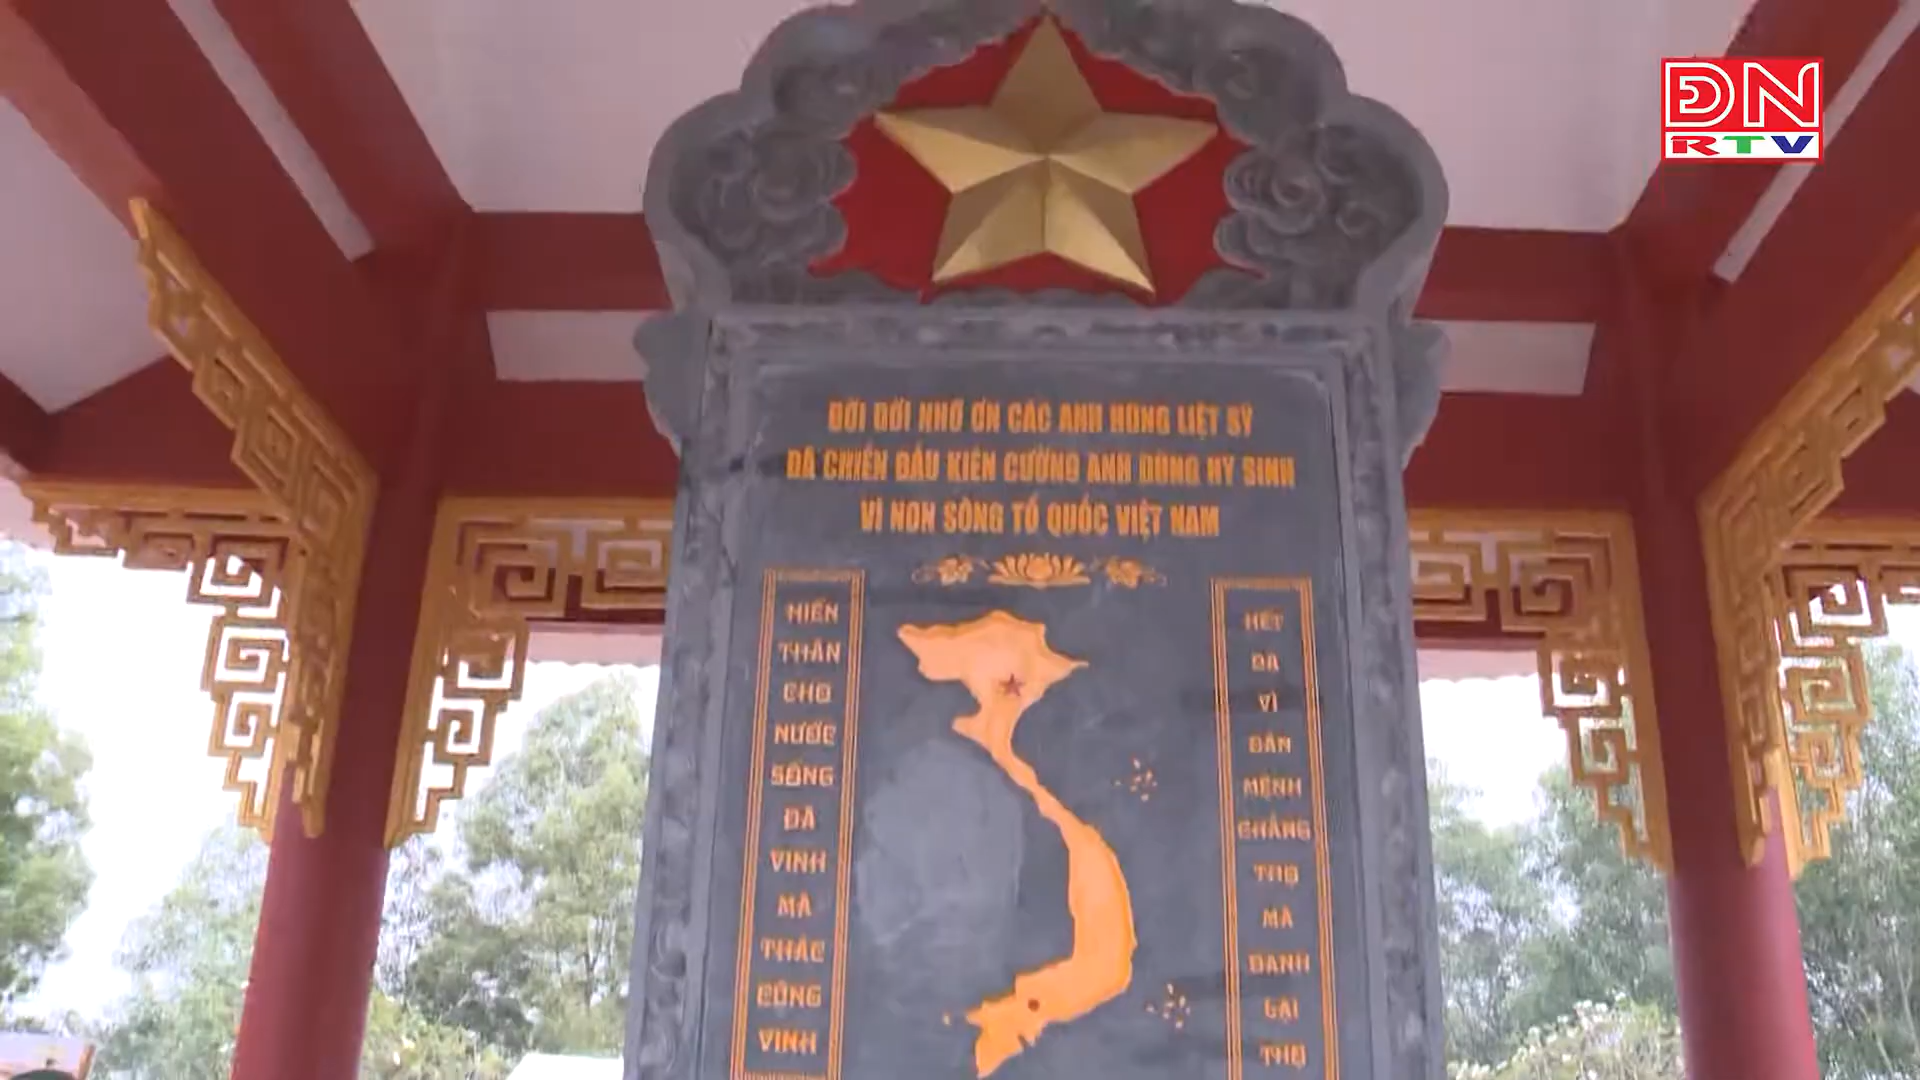 ĐỜI ĐỜI NHỚ ƠN CÁC ANH HÙNG LIỆT SỸ
ĐÃ CHIẾN ĐẤU KIÊN CƯỜNG ANH DŨNG HY SINH
VÌ NON SÔNG TỔ QUỐC VIỆT NAM
HIẾN
THÂN
CHO
NƯỚC
SỐNG
ĐÃ
VINH
MÀ
THÁC
CŨNG
VINH
HẾT
DẠ
VÌ
DÂN
MỆNH
CHẲNG
THỌ
MÀ
DANH
LẠI
THỌ
ĐN
RTV